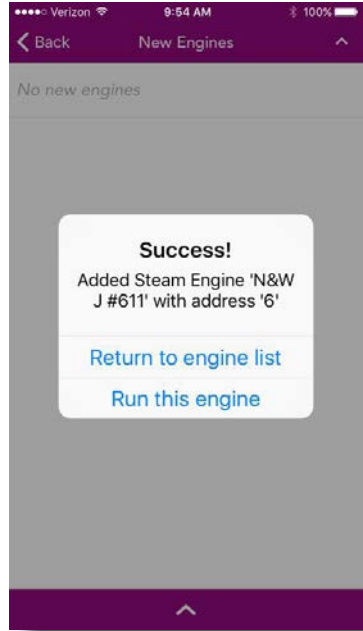 Verizon 9:54 AM 100%
Back New Engines
No new engines
Success!
Added Steam Engine 'N&W
J #611' with address '6'
Return to engine list
Run this engine